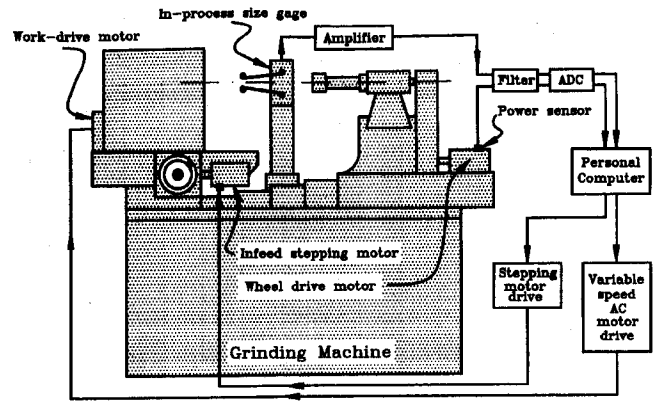 In-process size gage
Work-drive motor
Amplifier
Filter
ADC
Power sensor
Personal
Computer
Infeed stepping motor
Wheel drive motor
Stepping
motor
drive
Variable
speed
AC
motor
drive
Grinding Machine